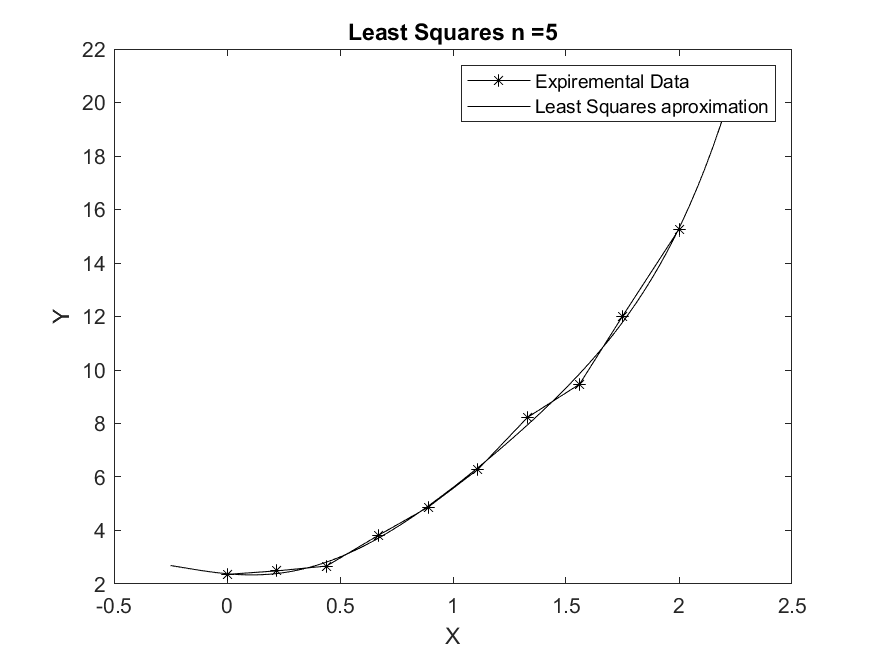 Least Squares n =5
Expiremental Data
Least Squares aproximation
22
20
18
16
14
12
10
8
6
4
2
Y
-0.5 0 0.5 1 1.5 2 2.5
X